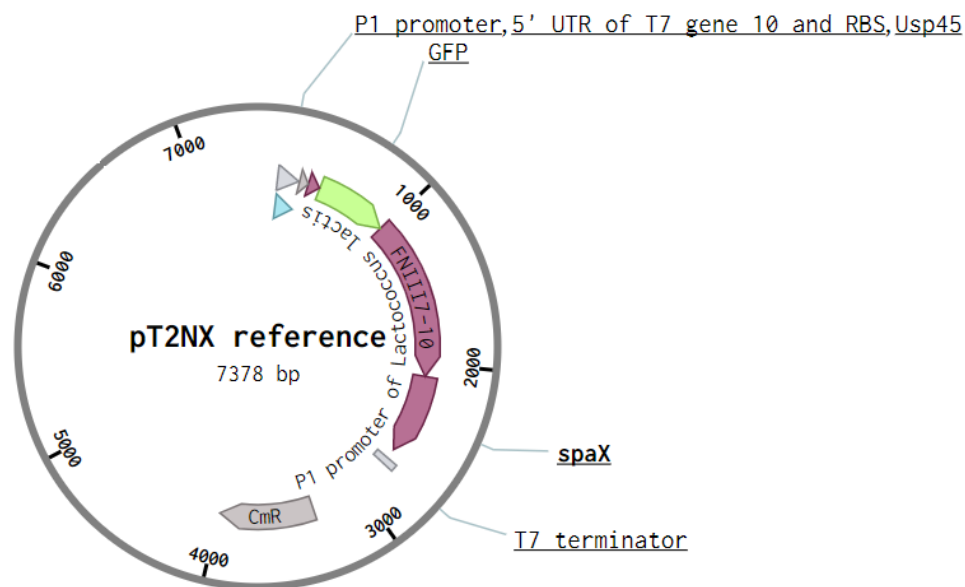 P1 promoter, 5' UTR of T7 gene 10 and RBS, Usp45
GFP
7000
1000
P1 promoter of Lactococcus lactis
FNIII7-10
6000
pT2NX reference
7378 bp
2000
5000
spaX
CmR
3000
T7 terminator
4000